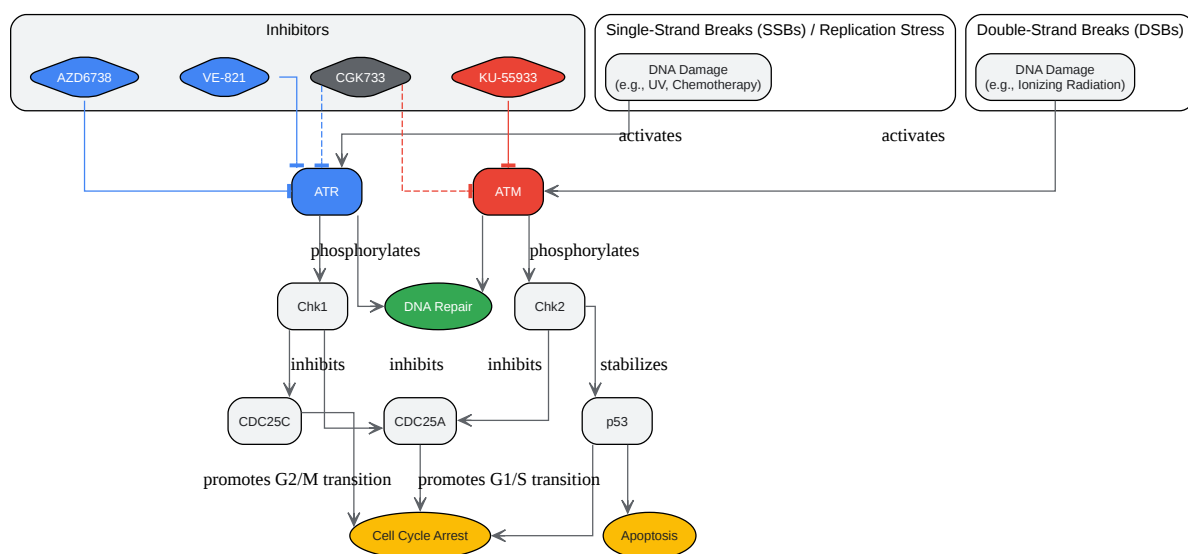 Inhibitors
Single-Strand Breaks (SSBs) / Replication Stress
Double-Strand Breaks (DSBs)
AZD6738
VE-821
CGK733
KU-55933
DNA Damage
(e.g., UV, Chemotherapy)
DNA Damage
(e.g., Ionizing Radiation)
activates
activates
ATR
ATM
phosphorylates
phosphorylates
Chk1
DNA Repair
Chk2
inhibits
inhibits
inhibits
stabilizes
CDC25C
CDC25A
p53
promotes G2/M transition
promotes G1/S transition
Cell Cycle Arrest
Apoptosis